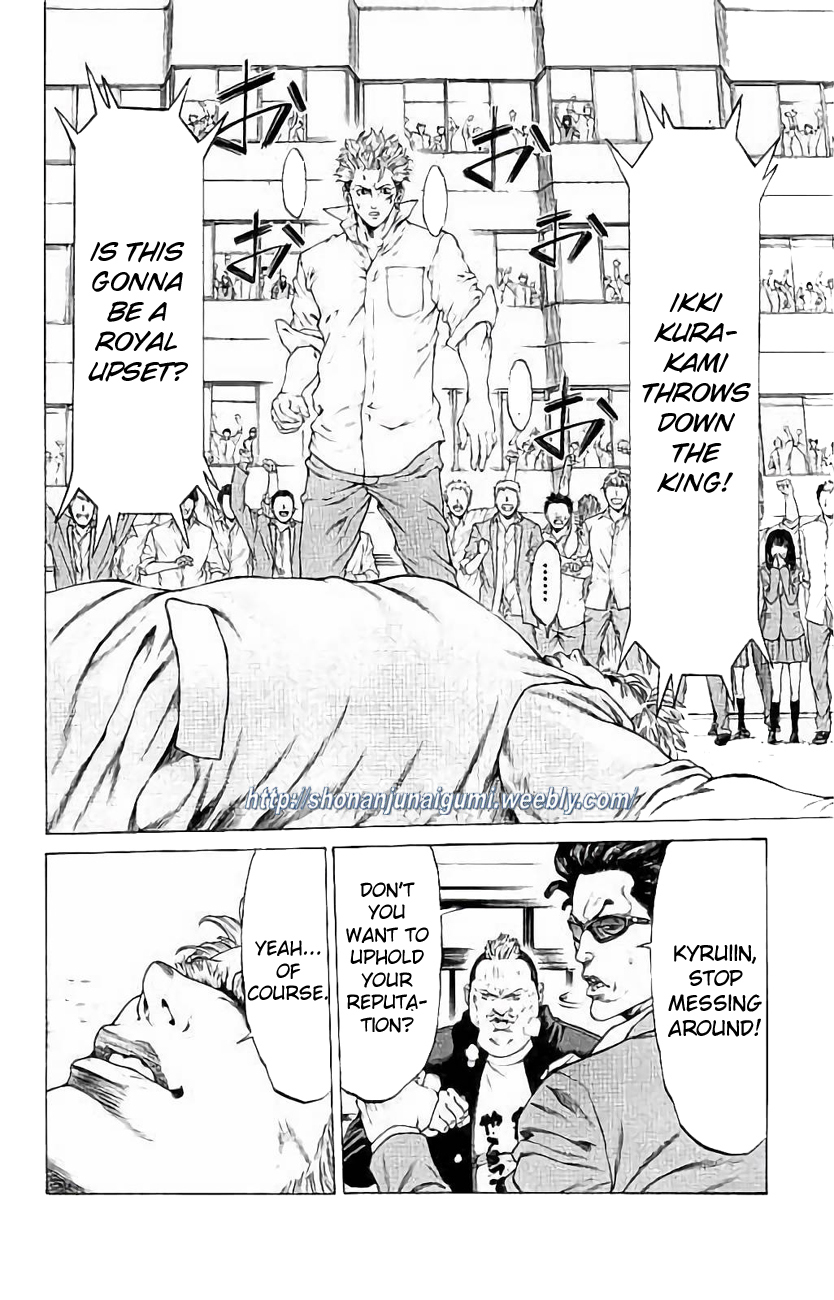 IKKI
KURA-
KAMI
THROWS
DOWN
THE
KING!
お
お
お
お
お
IS THIS
GONNA
BE A
ROYAL
UPSET?
......
http://shonanjunaigumi.weebly.com/
KYRUIIN,
STOP
MESSING
AROUND!
DON'T
YOU
WANT TO
UPHOLD
YOUR
REPUTA-
TION?
YEAH...
OF
COURSE.